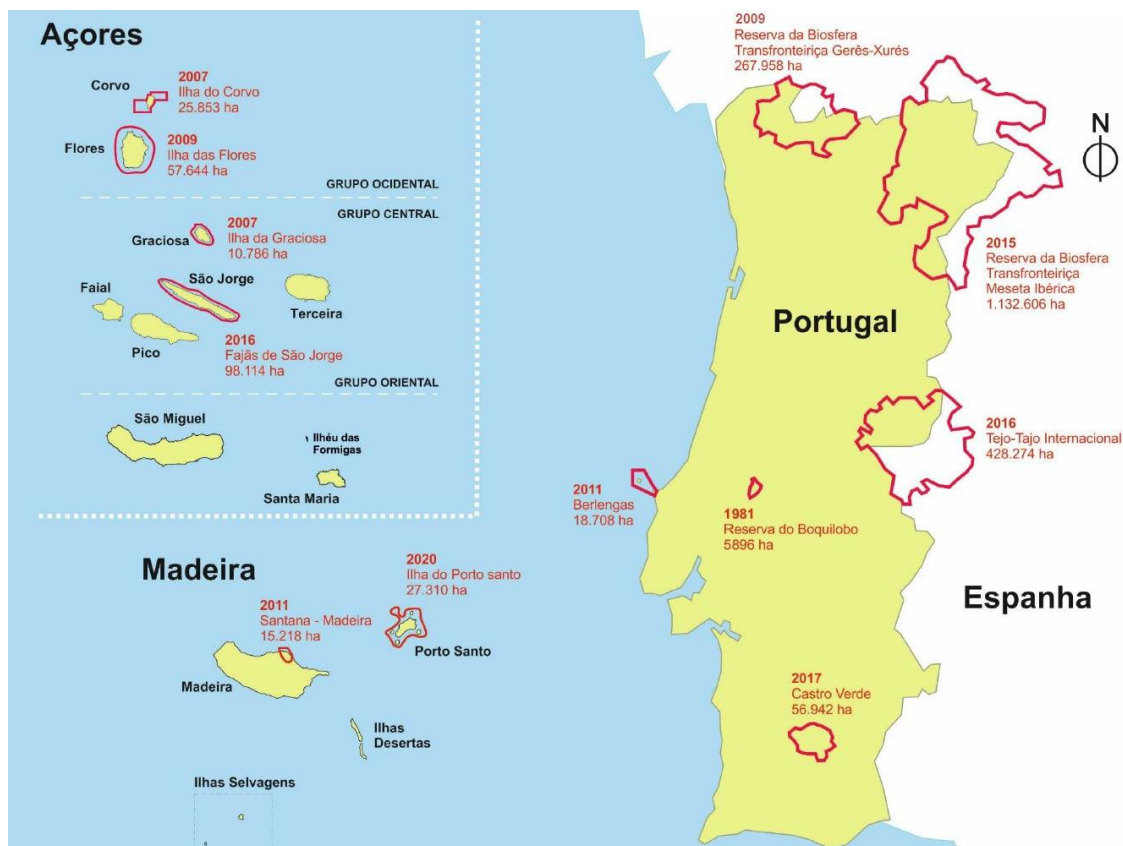 Açores
Corvo
2007
Ilha do Corvo
25.853 ha
Flores
2009
Ilha das Flores
57.644 ha
GRUPO OCIDENTAL
GRUPO CENTRAL
Graciosa
2007
Ilha da Graciosa
10.786 ha
São Jorge
Faial
Terceira
Pico
2016
Fajãs de São Jorge
98.114 ha
GRUPO ORIENTAL
São Miguel
Ilhéu das
Formigas
Santa Maria
Madeira
2020
Ilha do Porto santo
27.310 ha
2011
Santana - Madeira
15.218 ha
Porto Santo
Madeira
Ilhas
Desertas
Ilhas Selvagens
2009
Reserva da Biosfera
Transfronteiriça Gerês-Xurés
267.958 ha
N
2015
Reserva da Biosfera
Transfronteiriça
Meseta Ibérica
1.132.606 ha
Portugal
2016
Tejo-Tajo Internacional
428.274 ha
2011
Berlengas
18.708 ha
1981
Reserva do Boquilobo
5896 ha
Espanha
2017
Castro Verde
56.942 ha